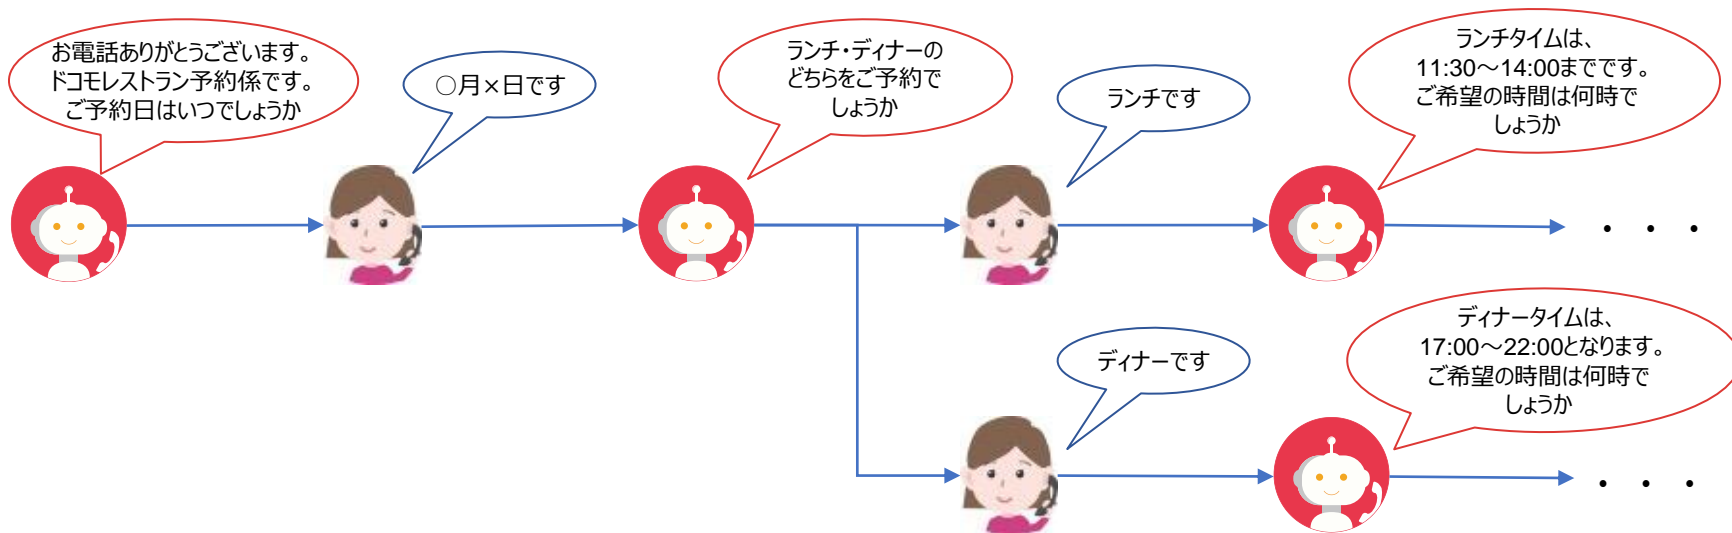 お電話ありがとうございます。
ドコモレストラン予約係です。
ご予約日はいつでしょうか
○月×日です
ランチ・ディナーの
どちらをご予約で
しょうか
ランチです
ランチタイムは、
11:30～14:00までです。
ご希望の時間は何時で
しょうか
・・・
ディナーです
ディナータイムは、
17:00～22:00となります。
ご希望の時間は何時で
しょうか
・・・